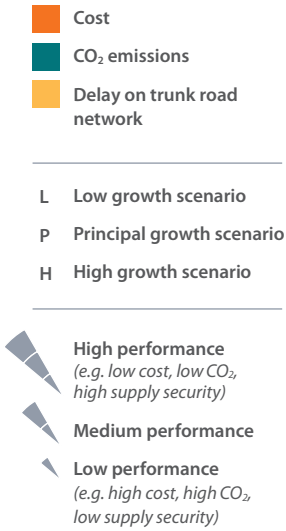 Cost
CO₂ emissions
Delay on trunk road
network
L Low growth scenario
P Principal growth scenario
H High growth scenario
High performance
(e.g. low cost, low CO₂,
high supply security)
Medium performance
Low performance
(e.g. high cost, high CO₂,
low supply security)